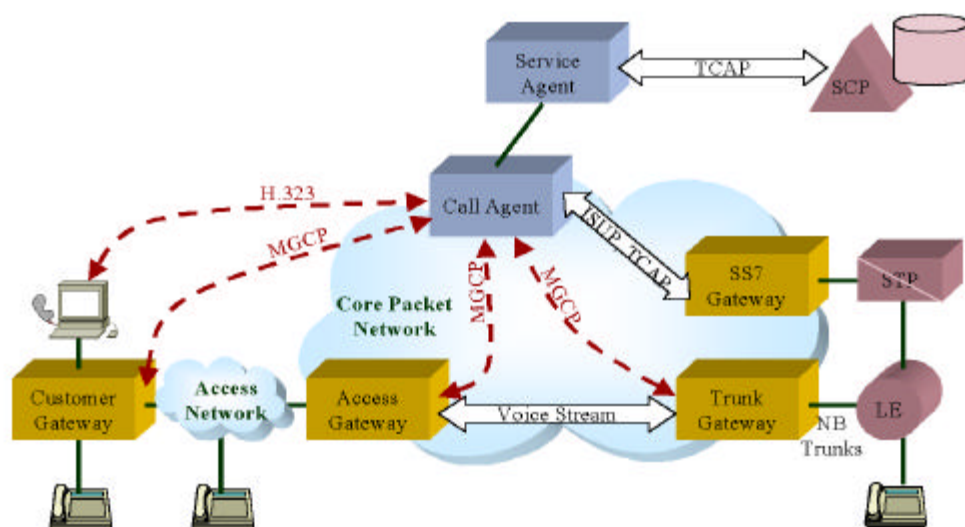 Service
Agent
TCAP
SCP
H.323
Call Agent
MGCP
ISUP, TCAP
SS7
Gateway
STP
MGCP
MGCP
Core Packet
Network
Customer
Gateway
Access
Network
Access
Gateway
Voice Stream
Trunk
Gateway
LE
NB
Trunks